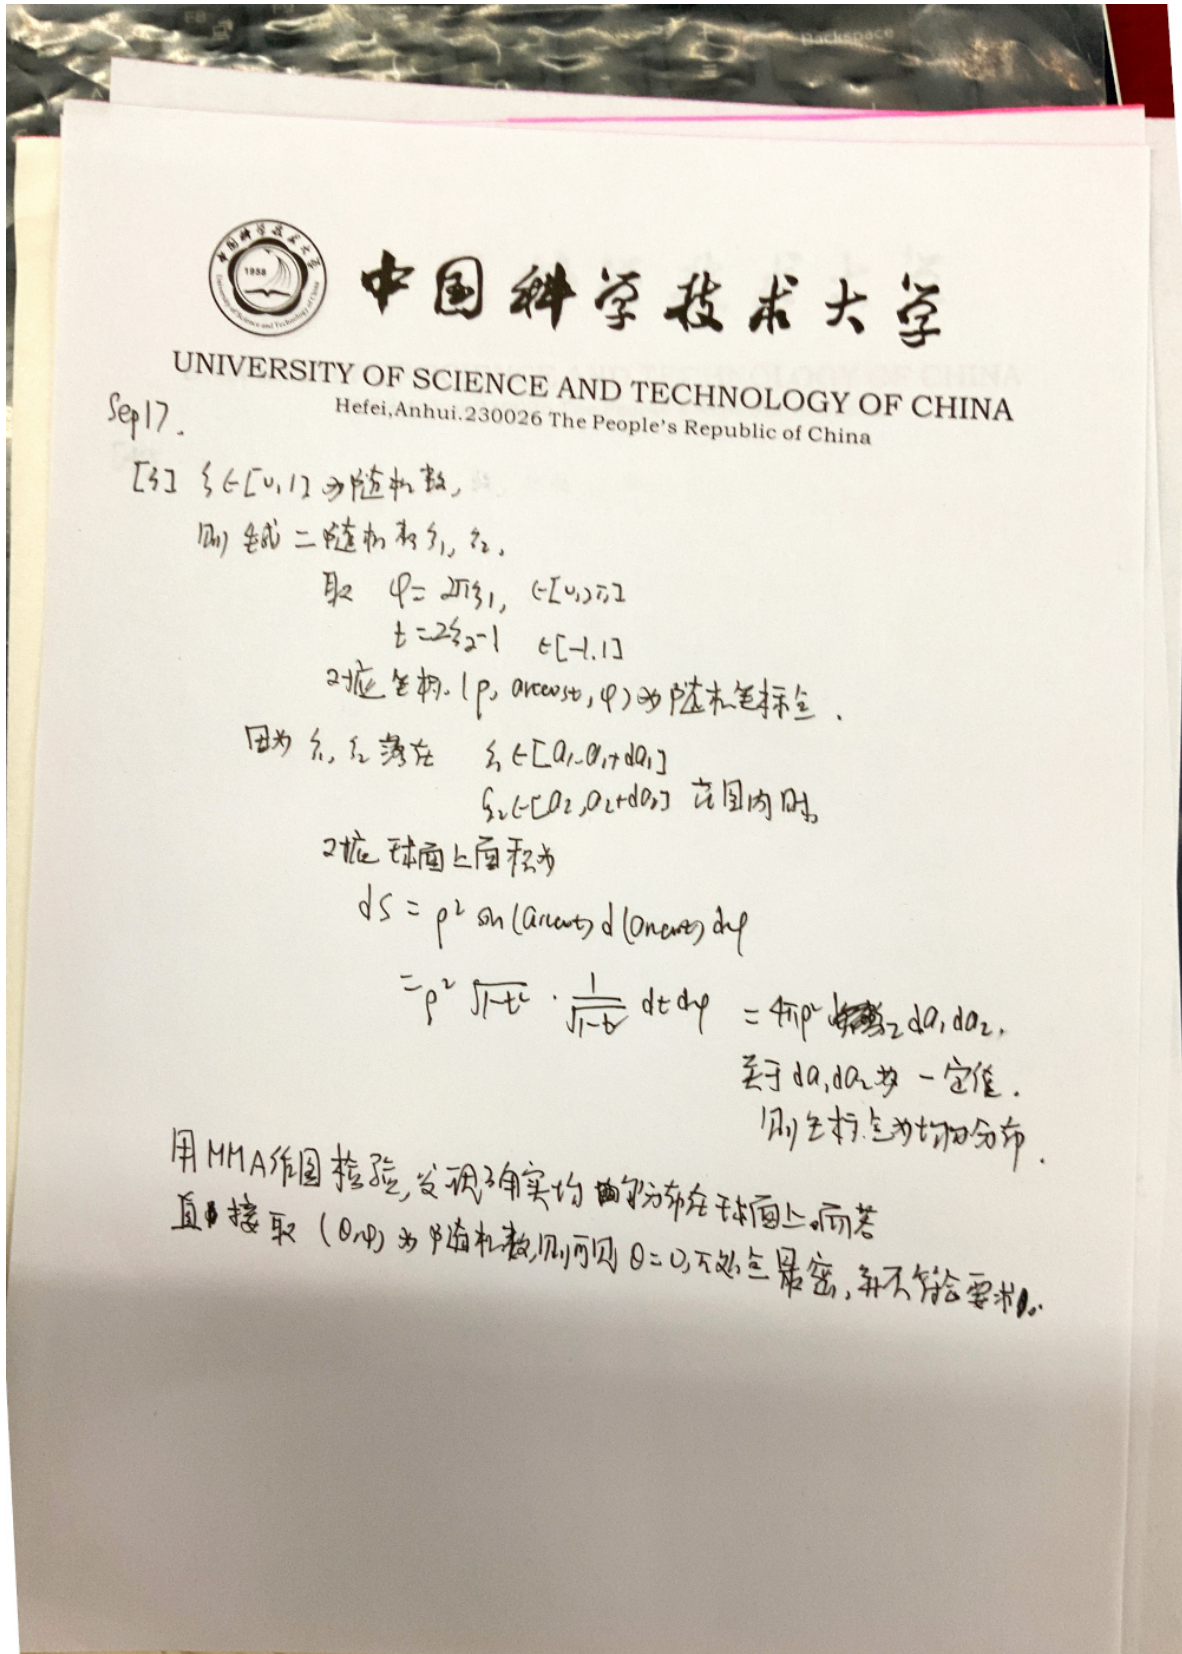 Backspace
中国科学技术大学
1958
UNIVERSITY OF SCIENCE AND TECHNOLOGY OF CHINA
Hefei,Anhui.230026 The People's Republic of China
Sep17.
[3] ξ∈[0,1]为随机数,
则生成二随机数ξ₁, ξ₂,
取 φ=2πξ₁, ∈[0,2π]
t=2ξ₂-1 ∈[-1,1]
对应坐标(ρ, arccost, φ)为随机坐标点.
因为ξ₁, ξ₂落在 ξ₁∈[a₁,a₁+da₁]
ξ₂∈[a₂,a₂+da₂] 范围内时,
对应球面上面积为
dS = ρ² sin(arccost) d(arccost) dφ
=ρ² √(1-t²) · 1/√(1-t²) dt dφ = 4πρ² da₁da₂.
关于da₁da₂为一定值.
则坐标点为均匀分布.
用MMA作图检验,发现确实均匀分布在球面上。而若
直接取(θ,φ)为随机数,则可见θ=0,π处点最密,并不符合要求.